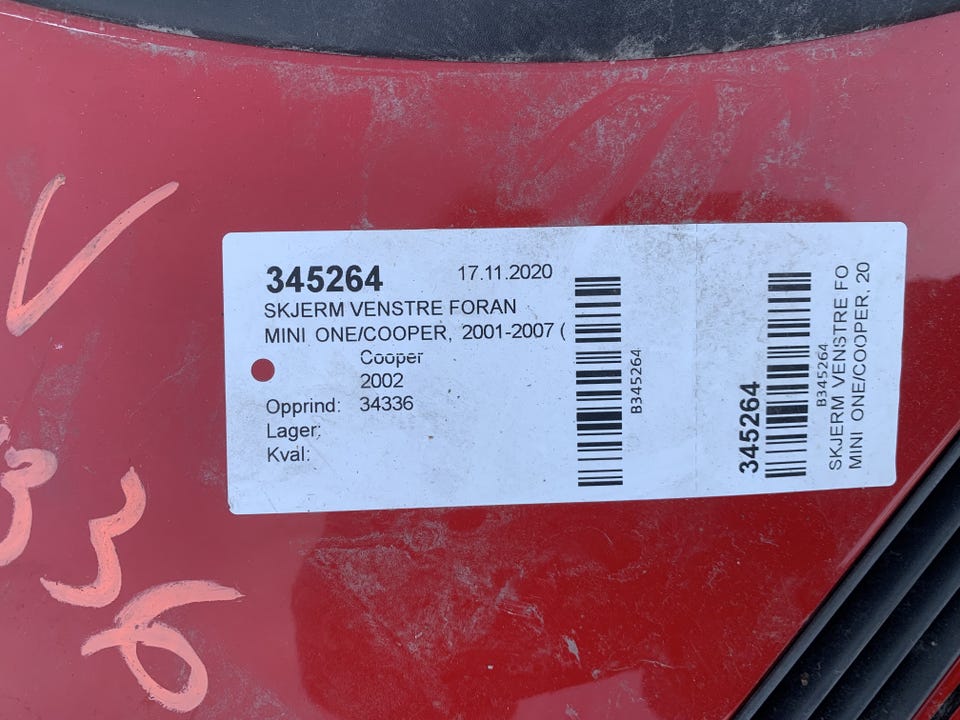 V
336
345264 17.11.2020
SKJERM VENSTRE FORAN
MINI ONE/COOPER, 2001-2007 (
Cooper
2002
Opprind: 34336
Lager:
Kval:
B345264
345264
B345264
SKJERM VENSTRE FO
MINI ONE/COOPER, 20